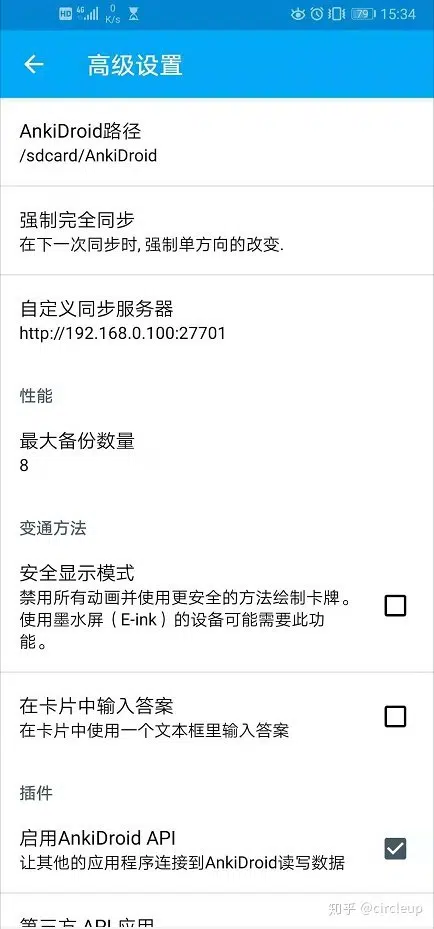 HD 4G 0 K/s 79 15:34
高级设置
AnkiDroid路径
/sdcard/AnkiDroid
强制完全同步
在下一次同步时, 强制单方向的改变.
自定义同步服务器
http://192.168.0.100:27701
性能
最大备份数量
8
变通方法
安全显示模式
禁用所有动画并使用更安全的方法绘制卡牌。
使用墨水屏（E-ink）的设备可能需要此功
能。
在卡片中输入答案
在卡片中使用一个文本框里输入答案
插件
启用AnkiDroid API
让其他的应用程序连接到AnkiDroid读写数据
第三方 API 应用
知乎 @circleup